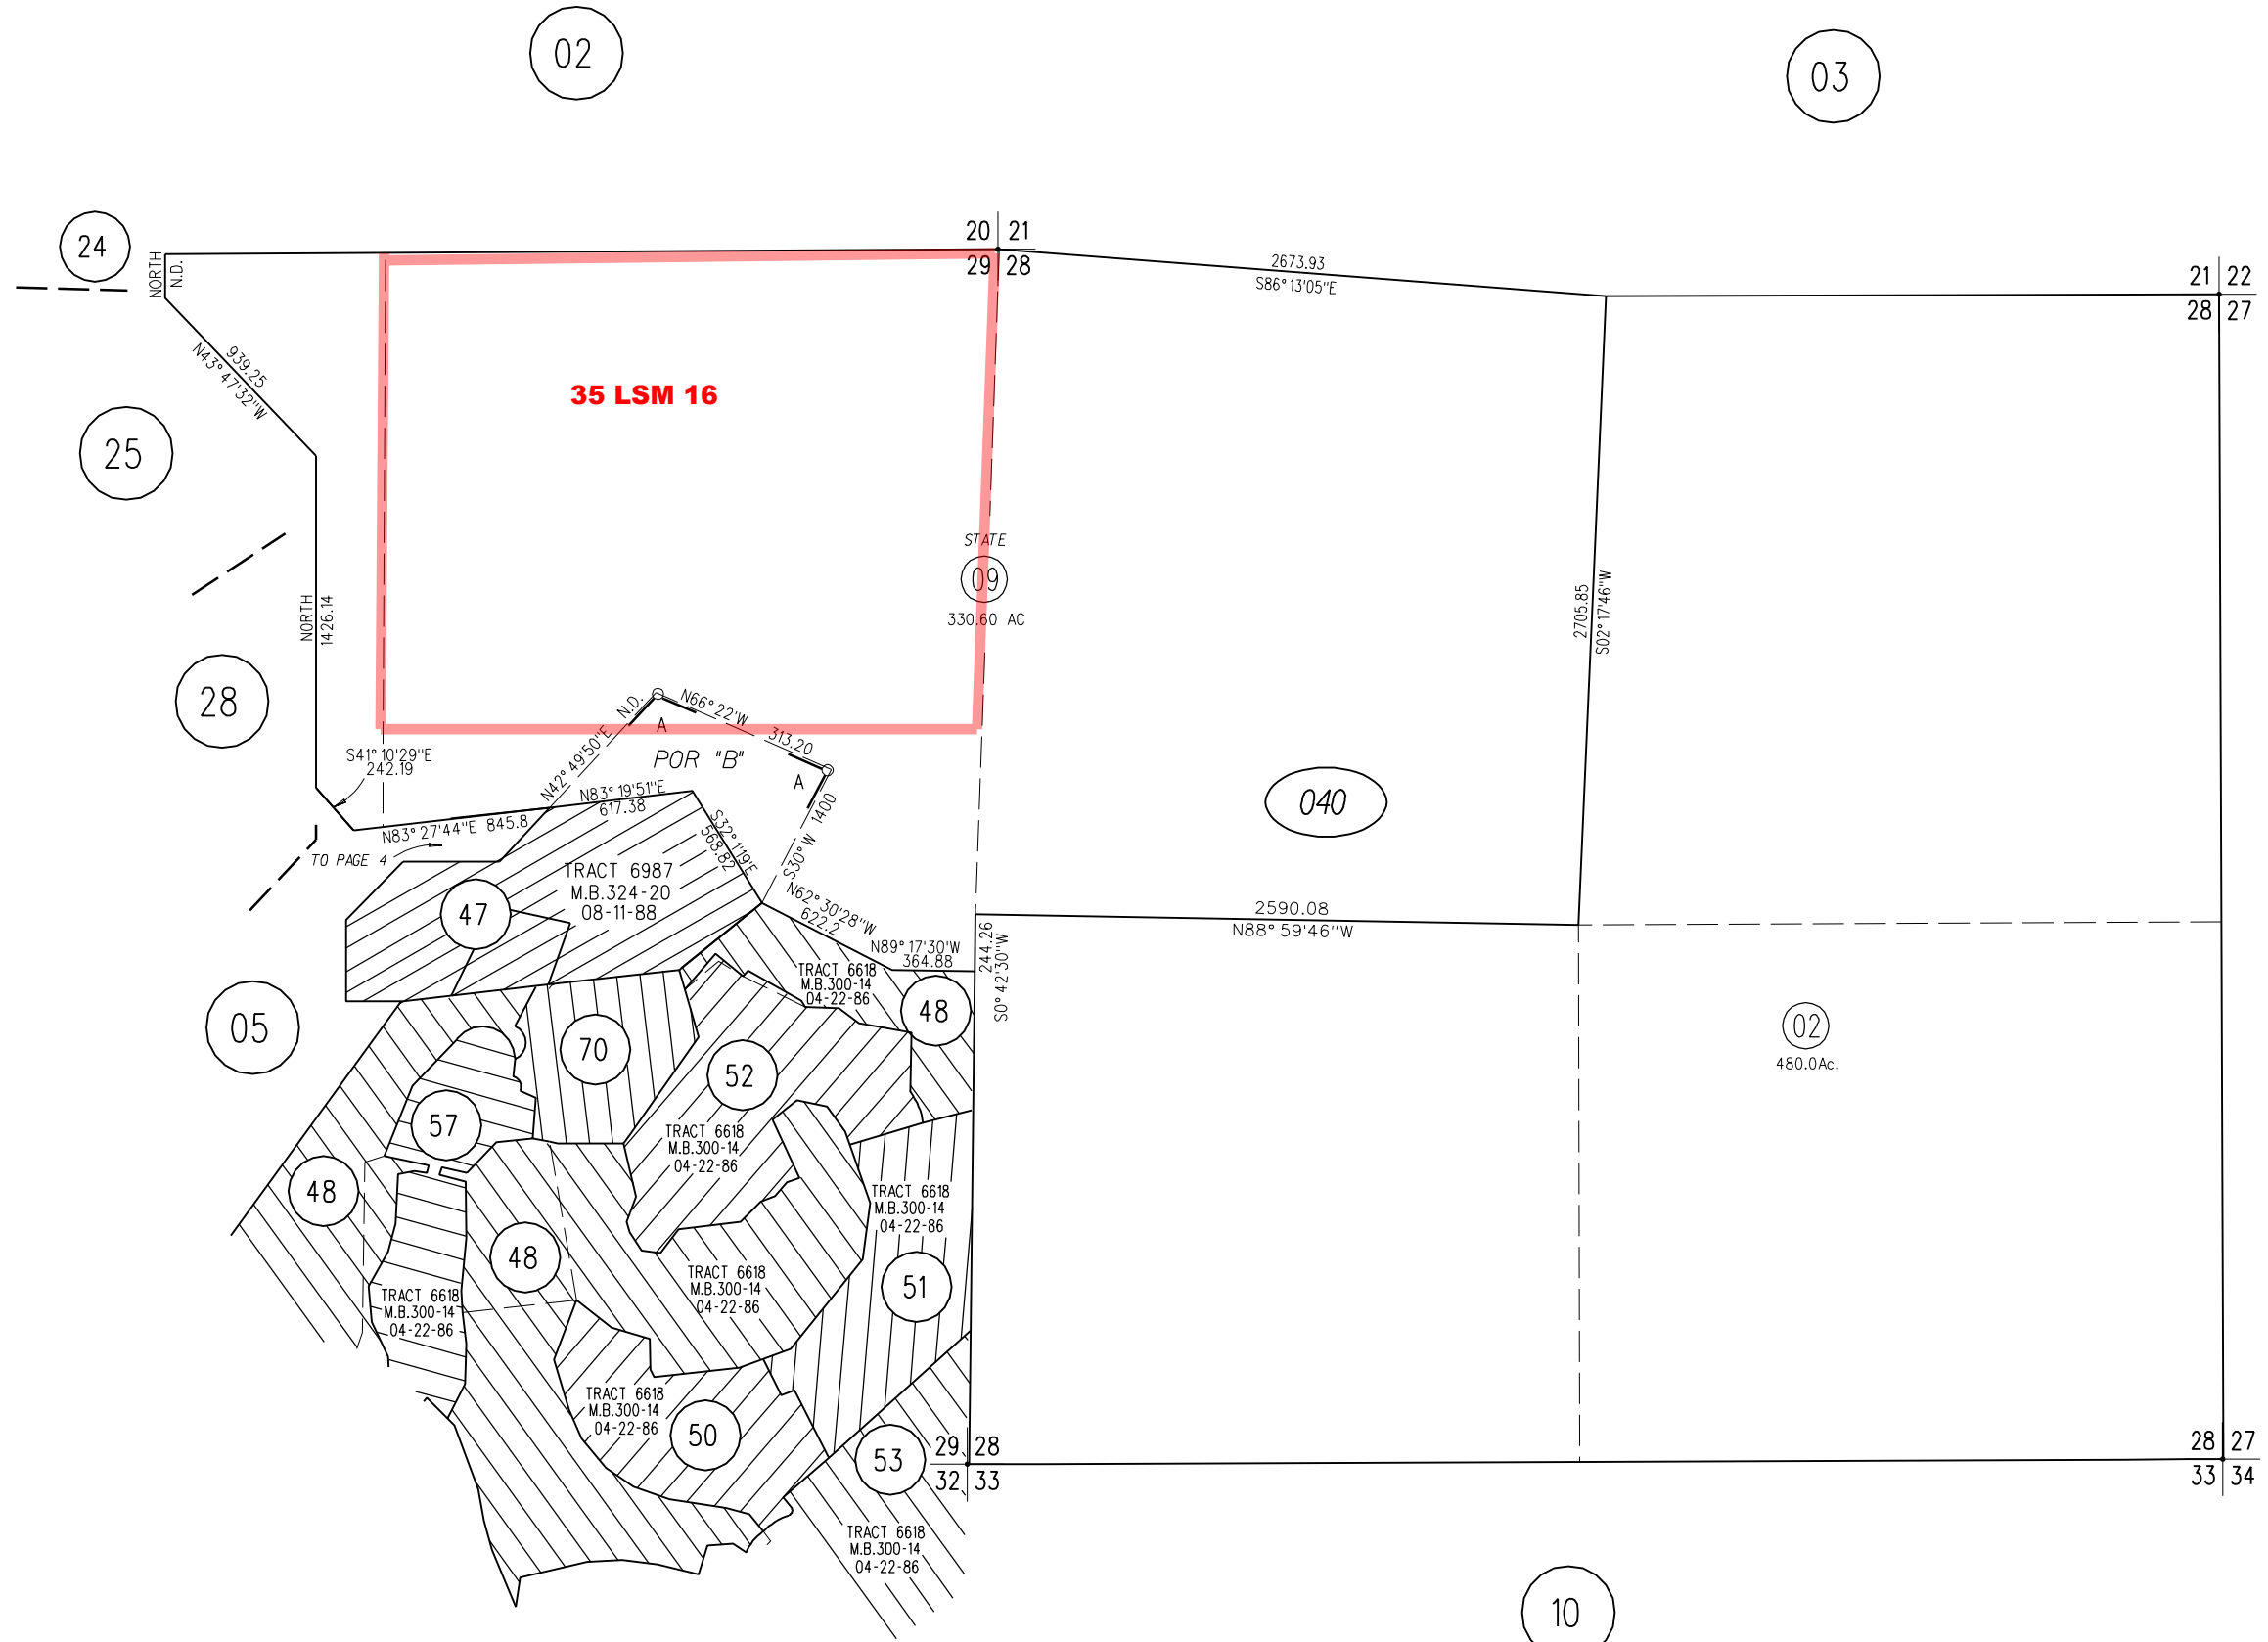 02
03
24
NORTH
N.D.
20 21
29 28
2673.93
S86°13'05"E
21 22
28 27
939.25
N43°47'32"W
35 LSM 16
25
STATE
09
330.60 AC
NORTH
1426.14
2705.85
S02°17'46"W
28
N.D.
N42°49'50"E
N66°22'W
313.20
A
POR "B"
A
S41°10'29"E
242.19
N83°19'51"E
617.38
N83°27'44"E 845.8
TO PAGE 4
S32°1'19"E
568.82
S30°W 1400
040
TRACT 6987
M.B.324-20
08-11-88
47
N62°30'28"W
622.2
N89°17'30"W
364.88
2590.08
N88°59'46"W
244.26
S0°42'30"W
TRACT 6618
M.B.300-14
04-22-86
48
05
70
52
02
480.0Ac.
57
TRACT 6618
M.B.300-14
04-22-86
48
TRACT 6618
M.B.300-14
04-22-86
48
51
TRACT 6618
M.B.300-14
04-22-86
TRACT 6618
M.B.300-14
04-22-86
TRACT 6618
M.B.300-14
04-22-86
50
53
29 28
32 33
28 27
33 34
TRACT 6618
M.B.300-14
04-22-86
10